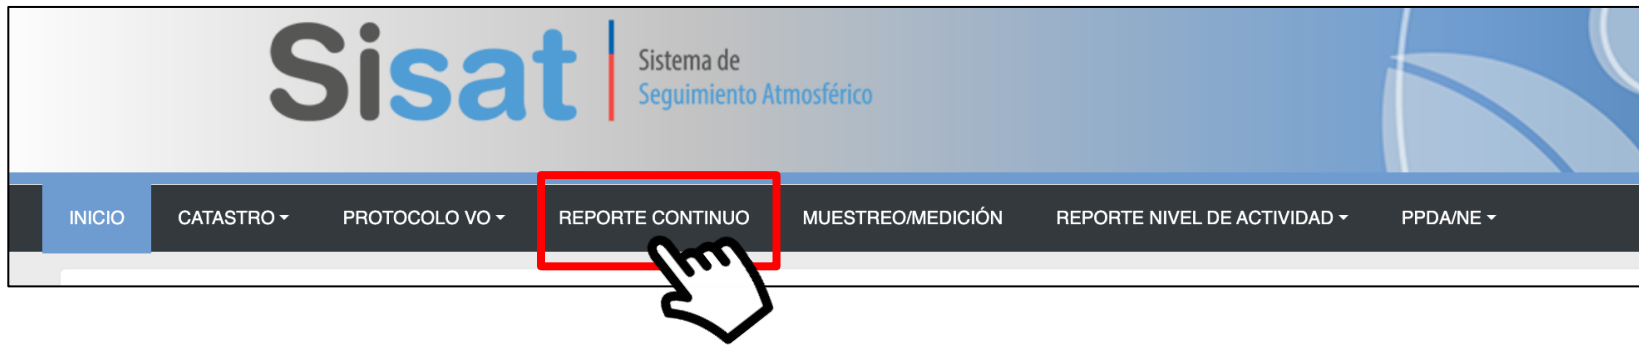 Sisat
Sistema de
Seguimiento Atmosférico
INICIO CATASTRO PROTOCOLO VO REPORTE CONTINUO MUESTREO/MEDICIÓN REPORTE NIVEL DE ACTIVIDAD PPDA/NE